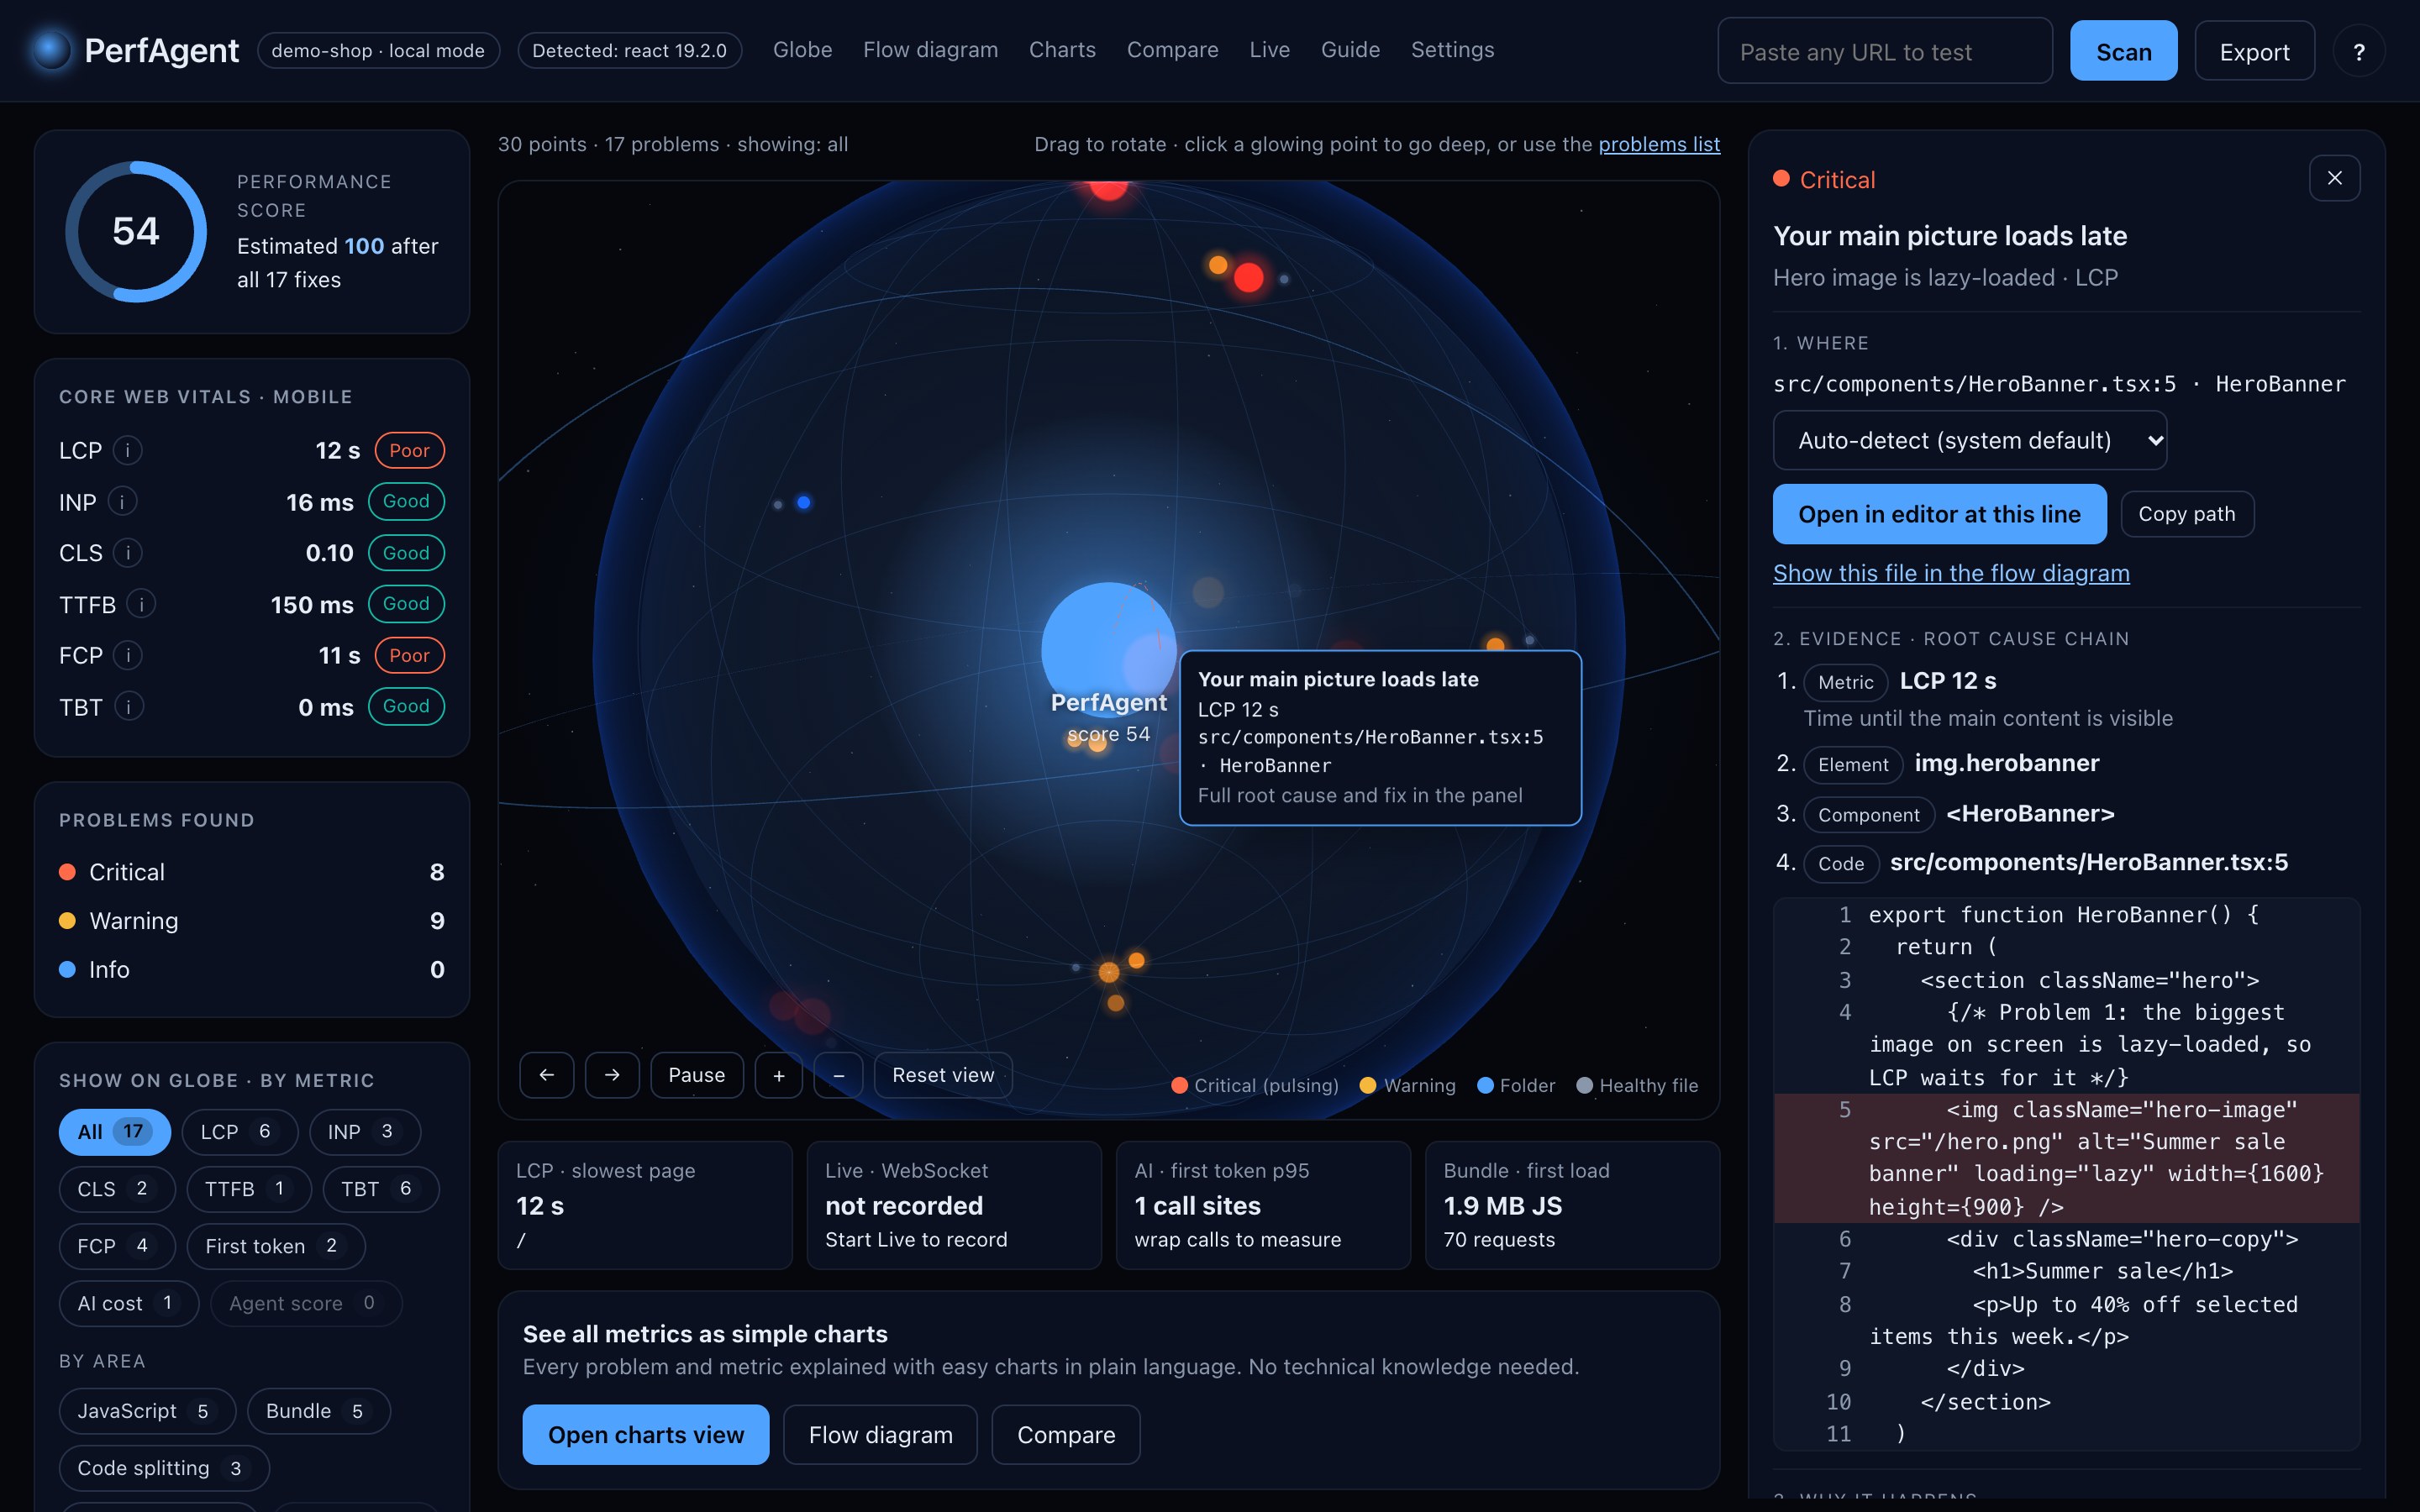 PerfAgent
demo-shop · local mode
Detected: react 19.2.0
Globe
Flow diagram
Charts
Compare
Live
Guide
Settings
Paste any URL to test
Scan
Export
?
54
PERFORMANCE
SCORE
Estimated 100 after
all 17 fixes
CORE WEB VITALS · MOBILE
LCP i 12 s Poor
INP i 16 ms Good
CLS i 0.10 Good
TTFB i 150 ms Good
FCP i 11 s Poor
TBT i 0 ms Good
PROBLEMS FOUND
Critical 8
Warning 9
Info 0
SHOW ON GLOBE · BY METRIC
All 17 LCP 6 INP 3
CLS 2 TTFB 1 TBT 6
FCP 4 First token 2
AI cost 1 Agent score 0
BY AREA
JavaScript 5 Bundle 5
Code splitting 3
30 points · 17 problems · showing: all
Drag to rotate · click a glowing point to go deep, or use the problems list
PerfAgent
score 54
Your main picture loads late
LCP 12 s
src/components/HeroBanner.tsx:5
· HeroBanner
Full root cause and fix in the panel
← → Pause + − Reset view
Critical (pulsing) Warning Folder Healthy file
LCP · slowest page
12 s
/
Live · WebSocket
not recorded
Start Live to record
AI · first token p95
1 call sites
wrap calls to measure
Bundle · first load
1.9 MB JS
70 requests
See all metrics as simple charts
Every problem and metric explained with easy charts in plain language. No technical knowledge needed.
Open charts view
Flow diagram
Compare
Critical
×
Your main picture loads late
Hero image is lazy-loaded · LCP
1. WHERE
src/components/HeroBanner.tsx:5 · HeroBanner
Auto-detect (system default)
Open in editor at this line
Copy path
Show this file in the flow diagram
2. EVIDENCE · ROOT CAUSE CHAIN
1. Metric LCP 12 s
Time until the main content is visible
2. Element img.herobanner
3. Component <HeroBanner>
4. Code src/components/HeroBanner.tsx:5
1 export function HeroBanner() {
2 return (
3 <section className="hero">
4 {/* Problem 1: the biggest
image on screen is lazy-loaded, so
LCP waits for it */}
5 <img className="hero-image"
src="/hero.png" alt="Summer sale
banner" loading="lazy" width={1600}
height={900} />
6 <div className="hero-copy">
7 <h1>Summer sale</h1>
8 <p>Up to 40% off selected
items this week.</p>
9 </div>
10 </section>
11 )
3. WHY IT HAPPENS